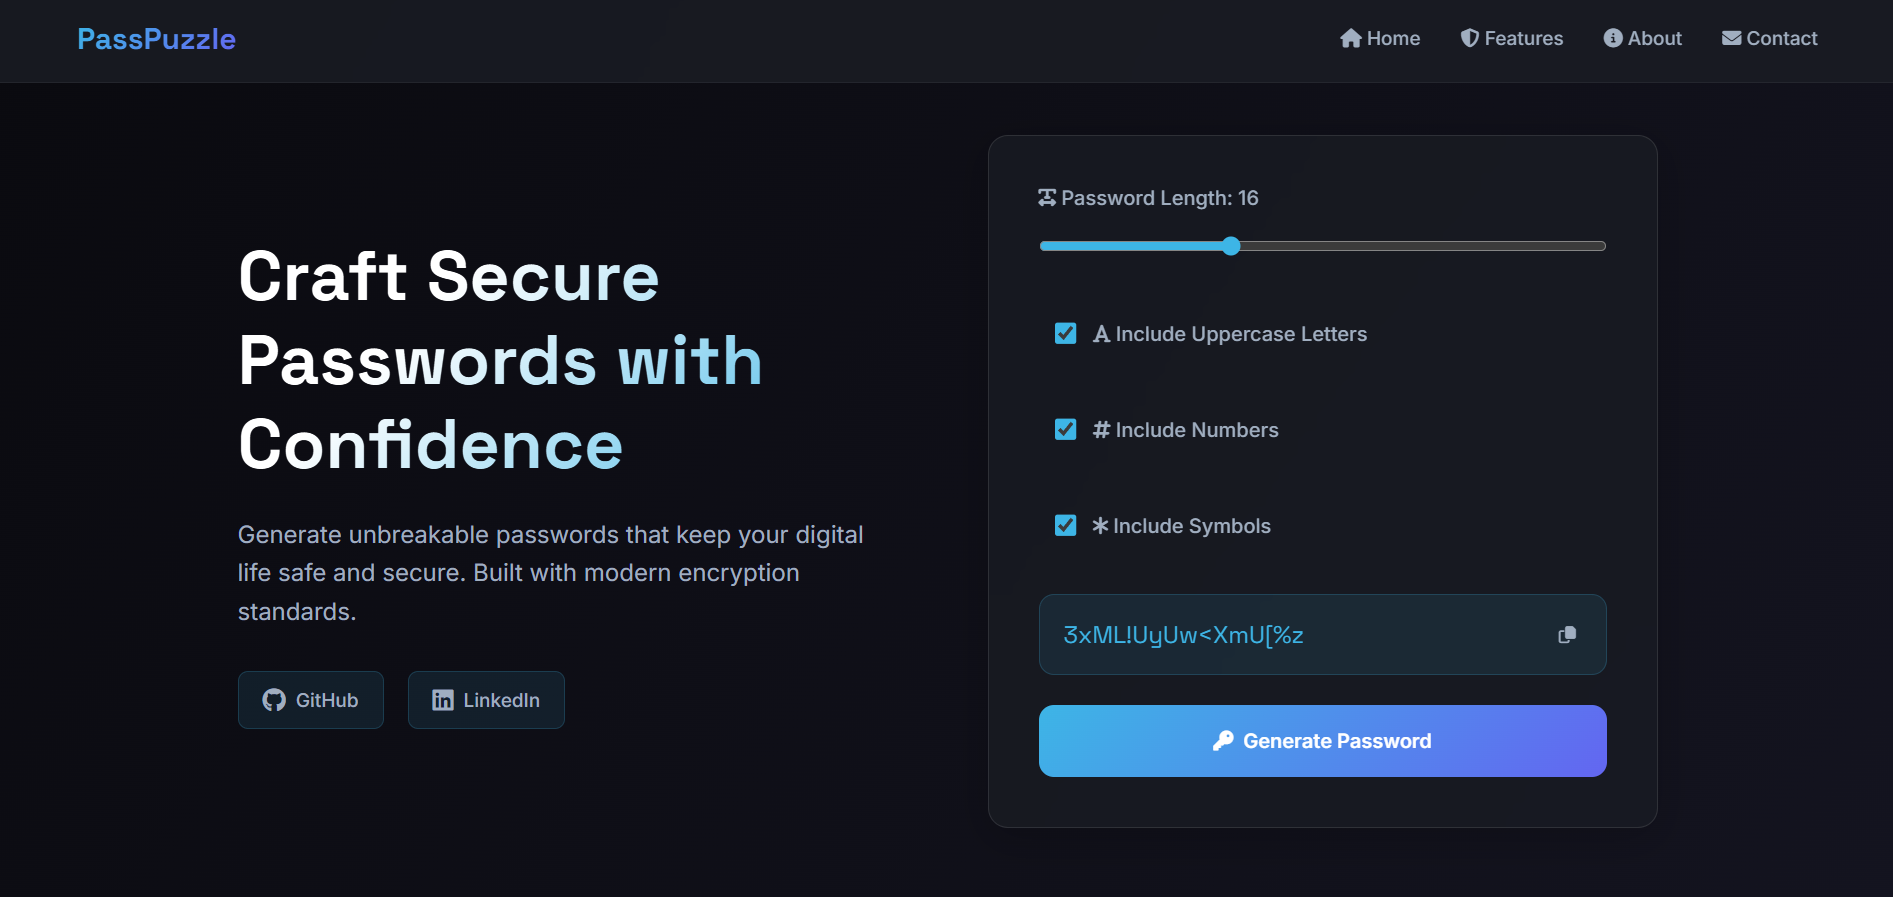 PassPuzzle
Home
Features
About
Contact
Craft Secure
Passwords with
Confidence
Generate unbreakable passwords that keep your digital
life safe and secure. Built with modern encryption
standards.
GitHub
LinkedIn
Password Length: 16
Include Uppercase Letters
Include Numbers
Include Symbols
3xML!UyUw<XmU[%z
Generate Password